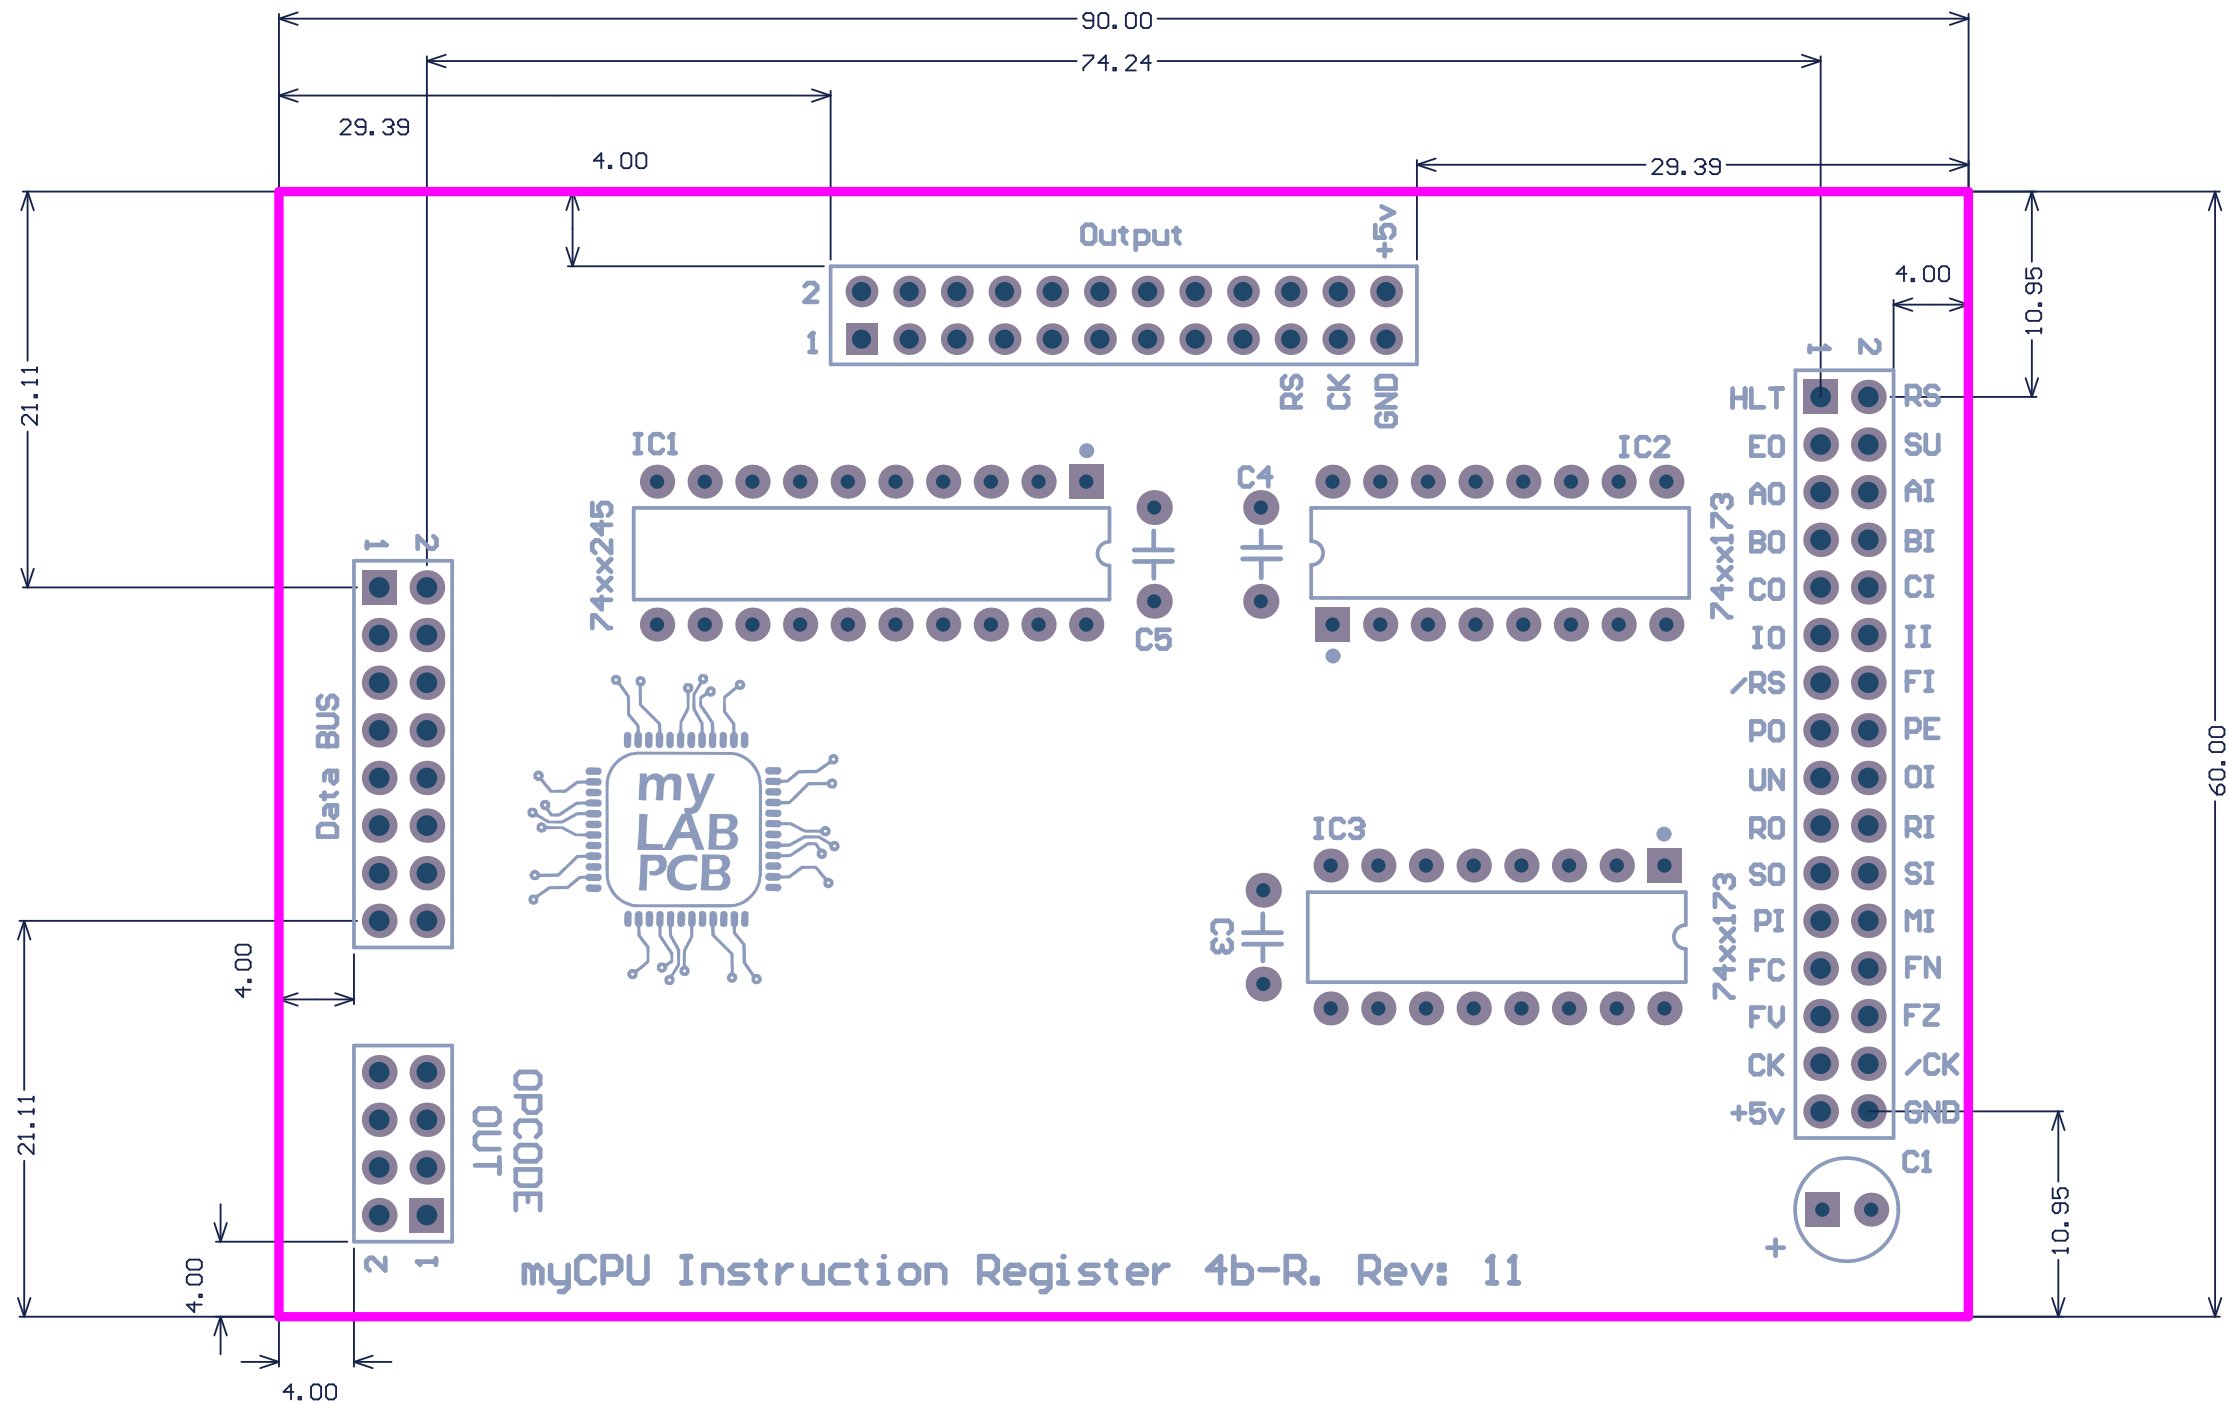 90.00
74.24
29.39
4.00
29.39
Output
+5v
2
1
RS
CK
GND
4.00
10.95
21.11
60.00
1 2
HLT RS
EO SU
AO AI
BO BI
CO CI
IO II
/RS FI
PO PE
UN OI
RO RI
SO SI
PI MI
FC FN
FV FZ
CK /CK
+5v GND
IC1
74xx245
C5
C4
IC2
74xx173
1 2
Data BUS
my
LAB
PCB
IC3
74xx173
C3
4.00
21.11
OPCODE
OUT
2 1
C1
+
10.95
4.00
4.00
myCPU Instruction Register 4b-R. Rev: 11